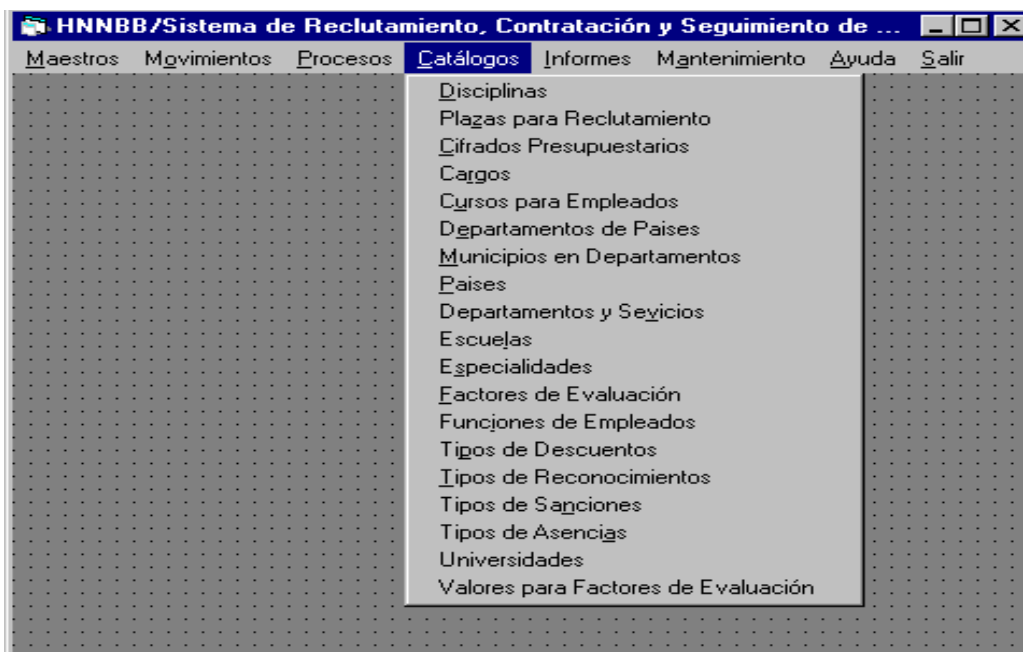 HNNBB/Sistema de Reclutamiento, Contratación y Seguimiento de ...
Maestros Movimientos Procesos Catálogos Informes Mantenimiento Ayuda Salir
Disciplinas
Plazas para Reclutamiento
Cifrados Presupuestarios
Cargos
Cursos para Empleados
Departamentos de Paises
Municipios en Departamentos
Paises
Departamentos y Sevicios
Escuelas
Especialidades
Factores de Evaluación
Funciones de Empleados
Tipos de Descuentos
Tipos de Reconocimientos
Tipos de Sanciones
Tipos de Asencias
Universidades
Valores para Factores de Evaluación